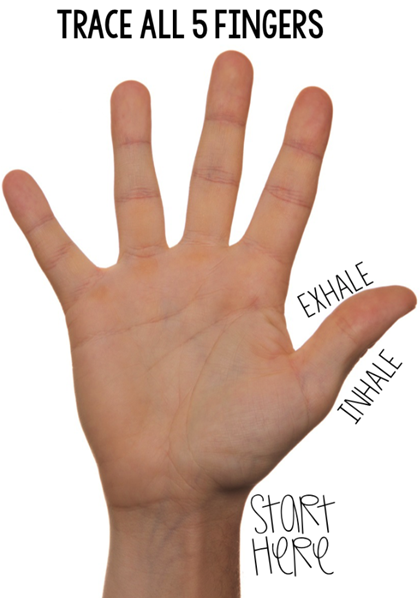 TRACE ALL 5 FINGERS
EXHALE
INHALE
START
HERE